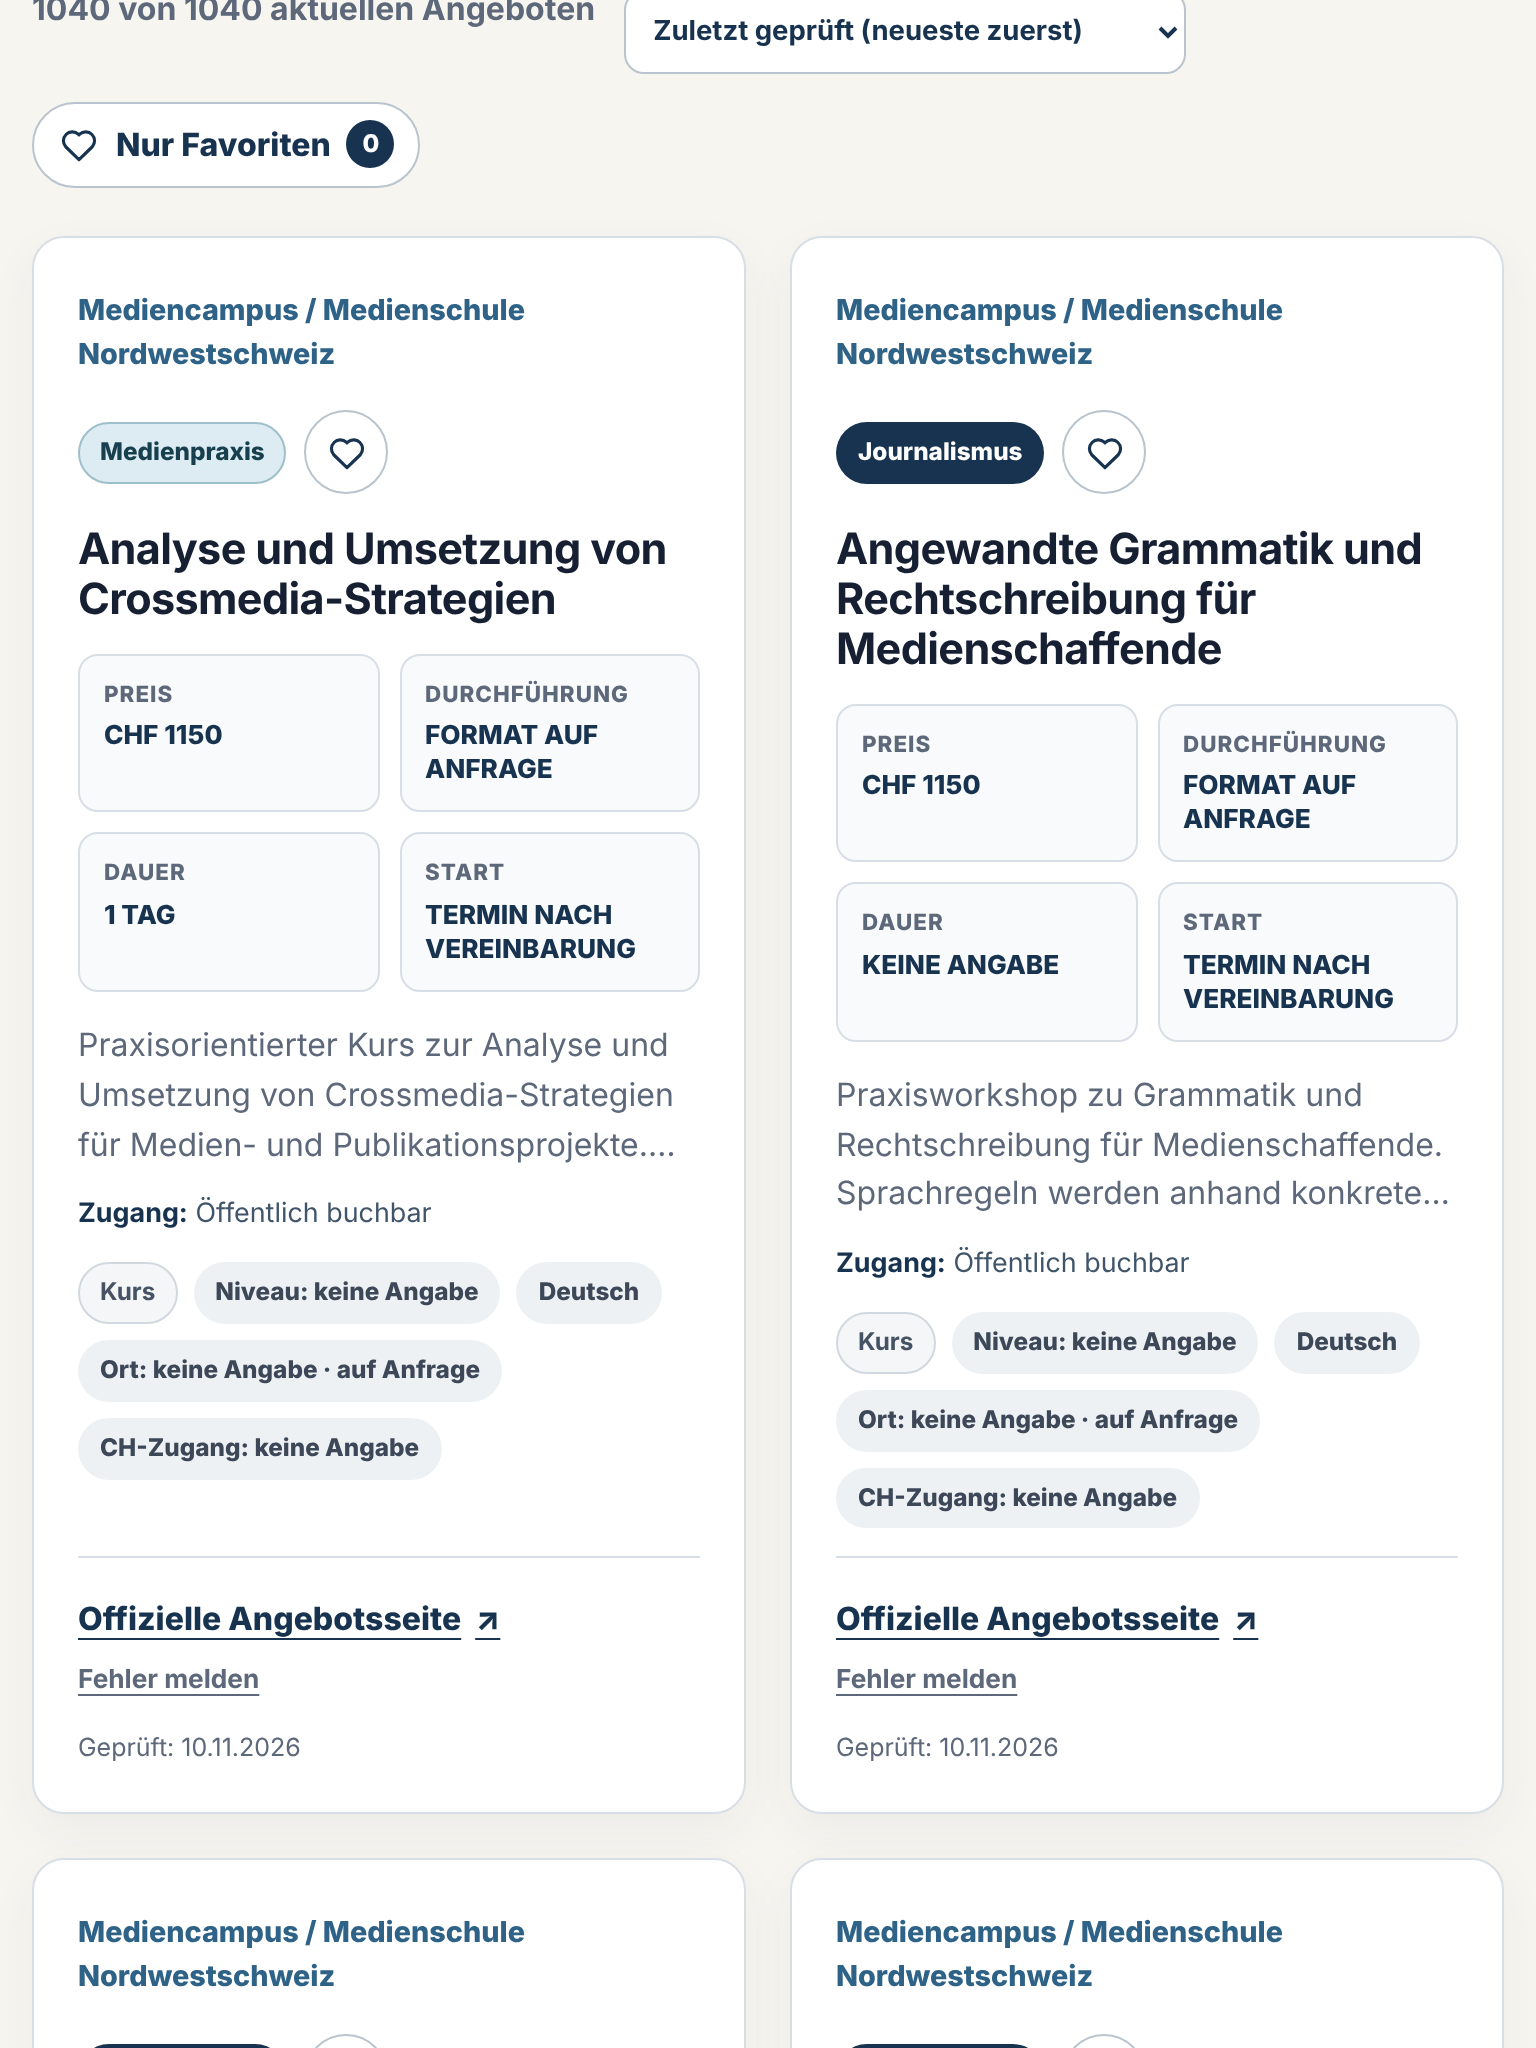 1040 von 1040 aktuellen Angeboten
Zuletzt geprüft (neueste zuerst)
Nur Favoriten 0
Mediencampus / Medienschule
Nordwestschweiz
Medienpraxis
Analyse und Umsetzung von
Crossmedia-Strategien
PREIS
CHF 1150
DURCHFÜHRUNG
FORMAT AUF
ANFRAGE
DAUER
1 TAG
START
TERMIN NACH
VEREINBARUNG
Praxisorientierter Kurs zur Analyse und
Umsetzung von Crossmedia-Strategien
für Medien- und Publikationsprojekte....
Zugang: Öffentlich buchbar
Kurs
Niveau: keine Angabe
Deutsch
Ort: keine Angabe · auf Anfrage
CH-Zugang: keine Angabe
Offizielle Angebotsseite ↗
Fehler melden
Geprüft: 10.11.2026
Mediencampus / Medienschule
Nordwestschweiz
Journalismus
Angewandte Grammatik und
Rechtschreibung für
Medienschaffende
PREIS
CHF 1150
DURCHFÜHRUNG
FORMAT AUF
ANFRAGE
DAUER
KEINE ANGABE
START
TERMIN NACH
VEREINBARUNG
Praxisworkshop zu Grammatik und
Rechtschreibung für Medienschaffende.
Sprachregeln werden anhand konkrete...
Zugang: Öffentlich buchbar
Kurs
Niveau: keine Angabe
Deutsch
Ort: keine Angabe · auf Anfrage
CH-Zugang: keine Angabe
Offizielle Angebotsseite ↗
Fehler melden
Geprüft: 10.11.2026
Mediencampus / Medienschule
Nordwestschweiz
Mediencampus / Medienschule
Nordwestschweiz